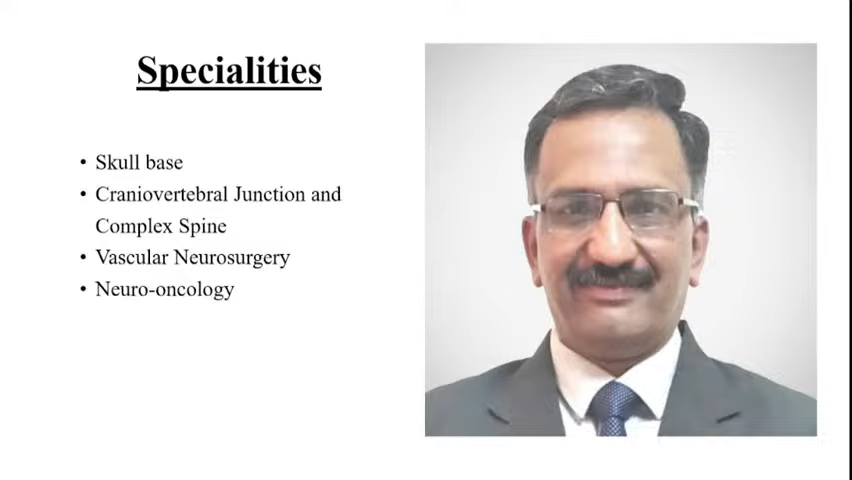 Specialities
• Skull base
• Craniovertebral Junction and
Complex Spine
• Vascular Neurosurgery
• Neuro-oncology